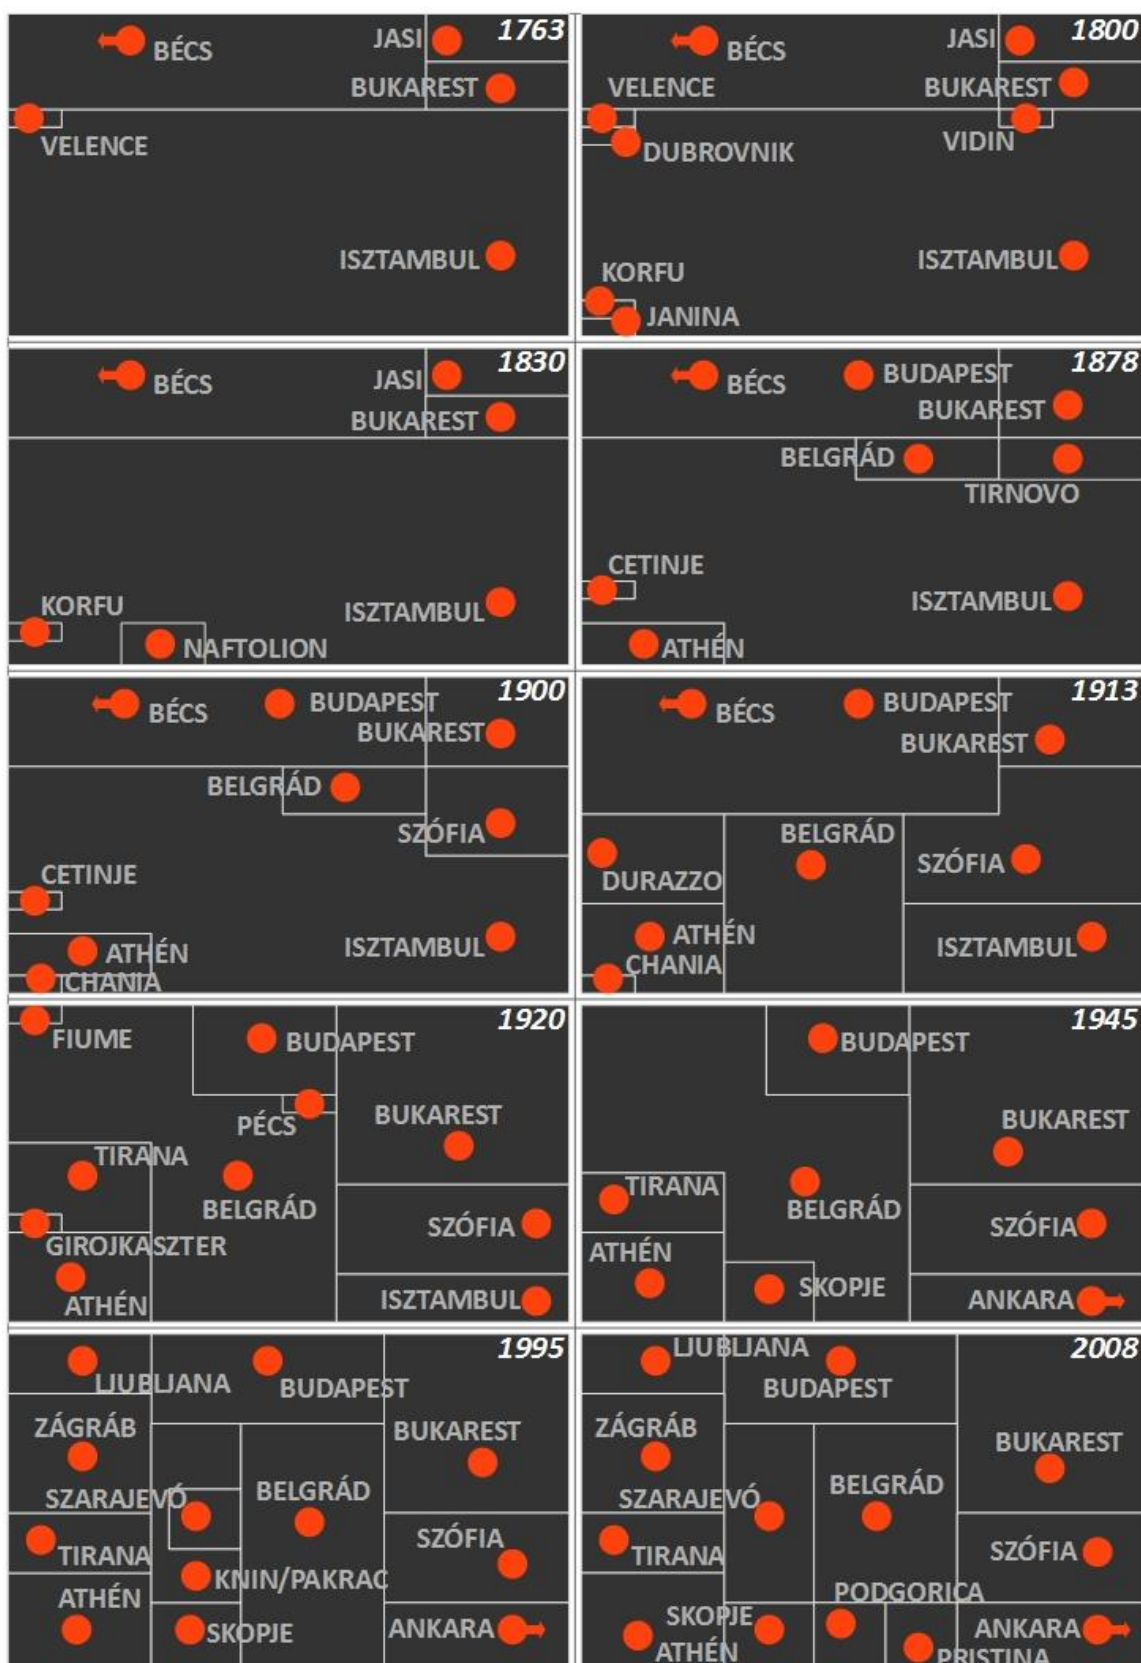 1763
JASI
BÉCS
BUKAREST
VELENCE
ISZTAMBUL
1800
JASI
BÉCS
VELENCE
BUKAREST
VIDIN
DUBROVNIK
ISZTAMBUL
KORFU
JANINA
1830
JASI
BÉCS
BUKAREST
KORFU
ISZTAMBUL
NAFTOLION
1878
BUDAPEST
BÉCS
BUKAREST
BELGRÁD
TIRNOVO
CETINJE
ISZTAMBUL
ATHÉN
1900
BUDAPEST
BÉCS
BUKAREST
BELGRÁD
SZÓFIA
CETINJE
ATHÉN
ISZTAMBUL
CHANIA
1913
BUDAPEST
BÉCS
BUKAREST
BELGRÁD
SZÓFIA
DURAZZO
ATHÉN
ISZTAMBUL
CHANIA
1920
FIUME
BUDAPEST
BUKAREST
PÉCS
TIRANA
BELGRÁD
SZÓFIA
GIROJKASZTER
ATHÉN
ISZTAMBUL
1945
BUDAPEST
BUKAREST
TIRANA
BELGRÁD
SZÓFIA
ATHÉN
SKOPJE
ANKARA
1995
LJUBLJANA
BUDAPEST
ZÁGRÁB
BUKAREST
SZARAJEVÓ
BELGRÁD
SZÓFIA
TIRANA
KNIN/PAKRAC
ATHÉN
SKOPJE
ANKARA
2008
LJUBLJANA
BUDAPEST
ZÁGRÁB
BUKAREST
SZARAJEVÓ
BELGRÁD
TIRANA
SZÓFIA
PODGORICA
SKOPJE
ATHÉN
ANKARA
PRISTINA